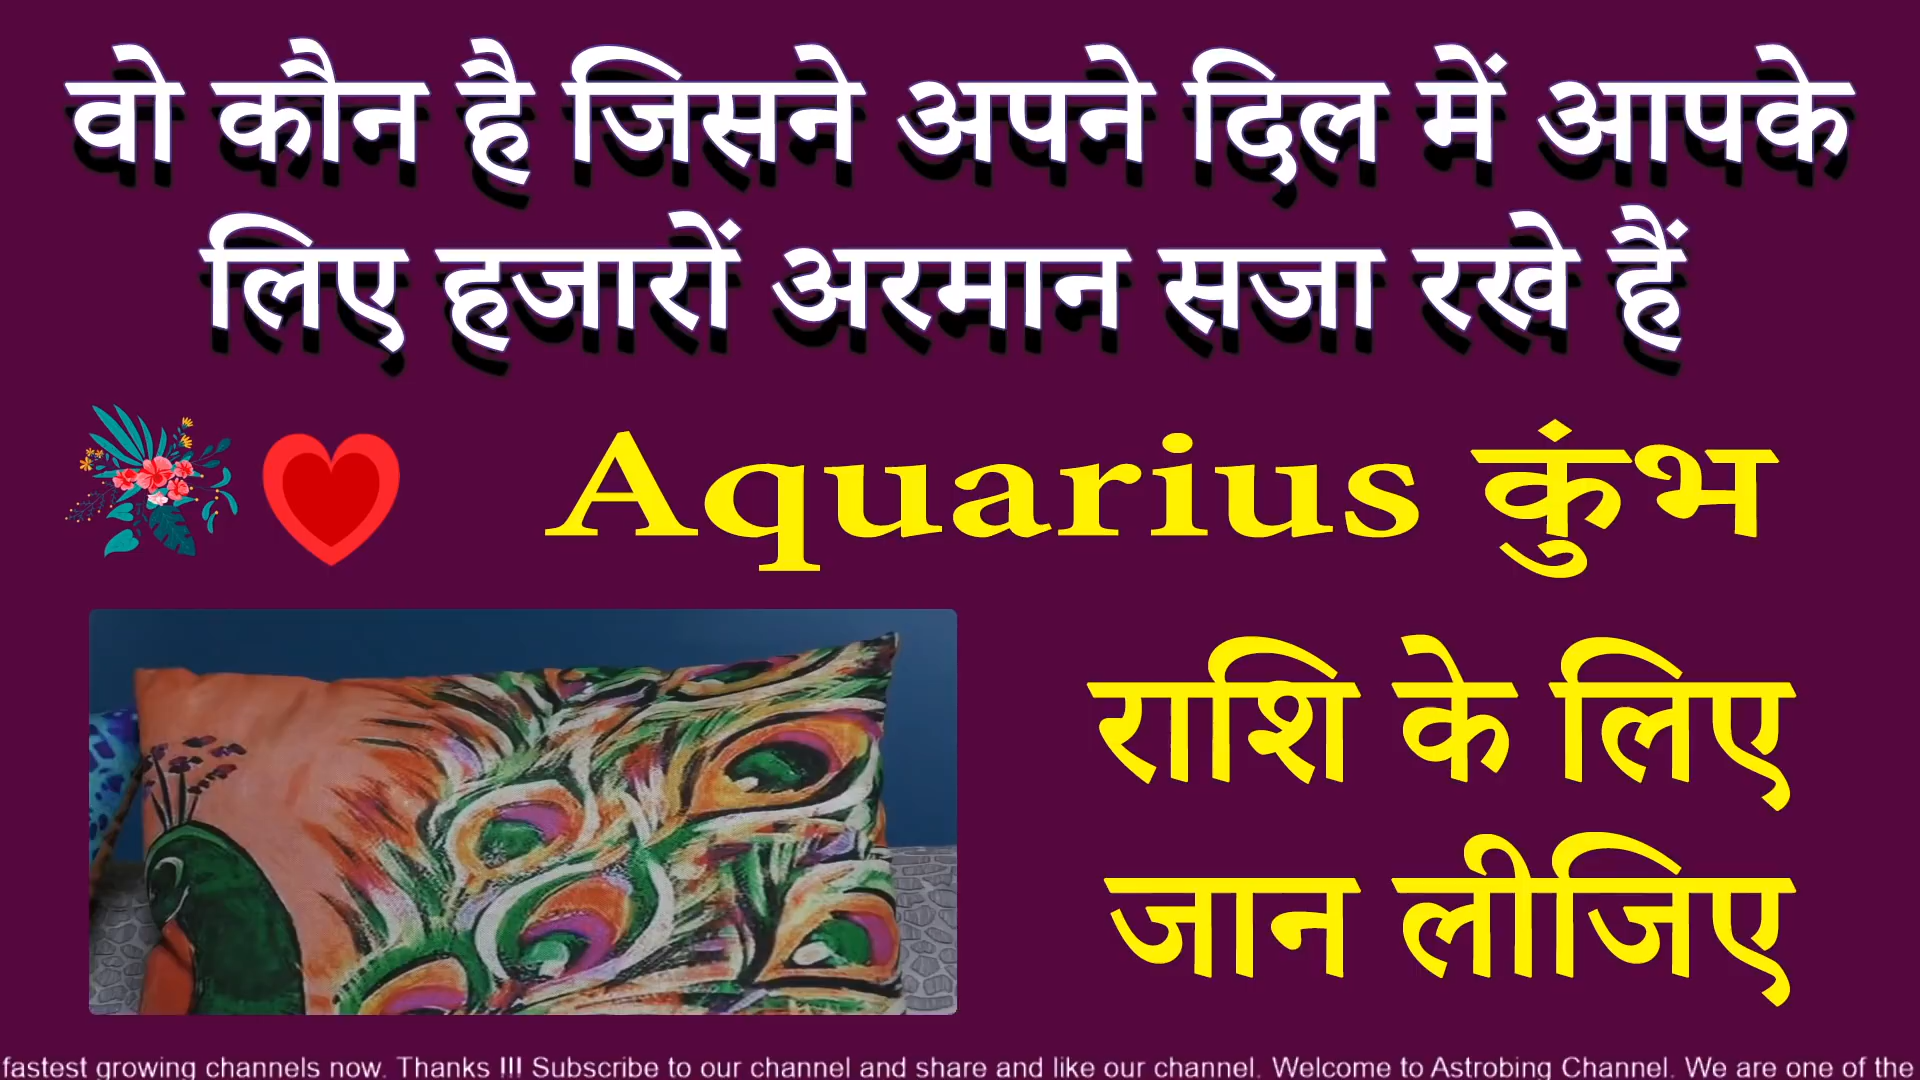 वो कौन है जिसने अपने दिल में आपके
लिए हजारों अरमान सजा रखे हैं
Aquarius कुंभ
राशि के लिए
जान लीजिए
fastest growing channels now. Thanks !!! Subscribe to our channel and share and like our channel. Welcome to Astrobing Channel. We are one of the